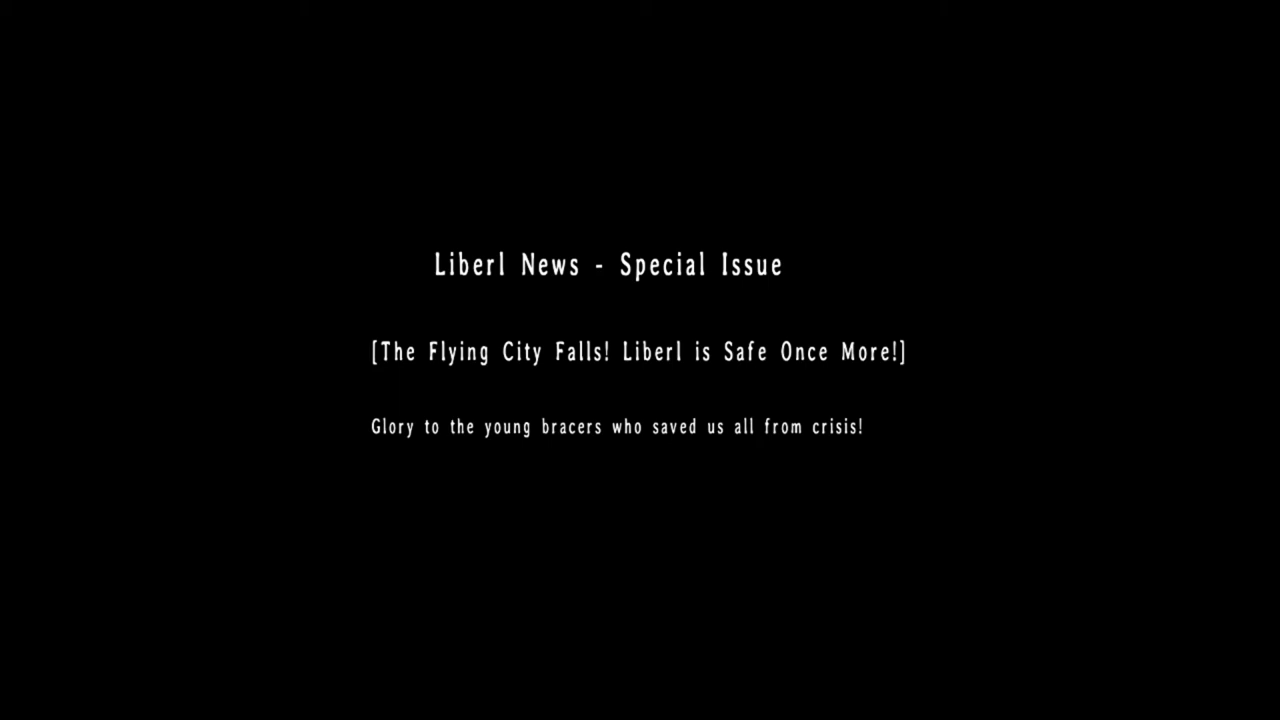 Liberl News - Special Issue
[The Flying City Falls! Liberl is Safe Once More!]
Glory to the young bracers who saved us all from crisis!